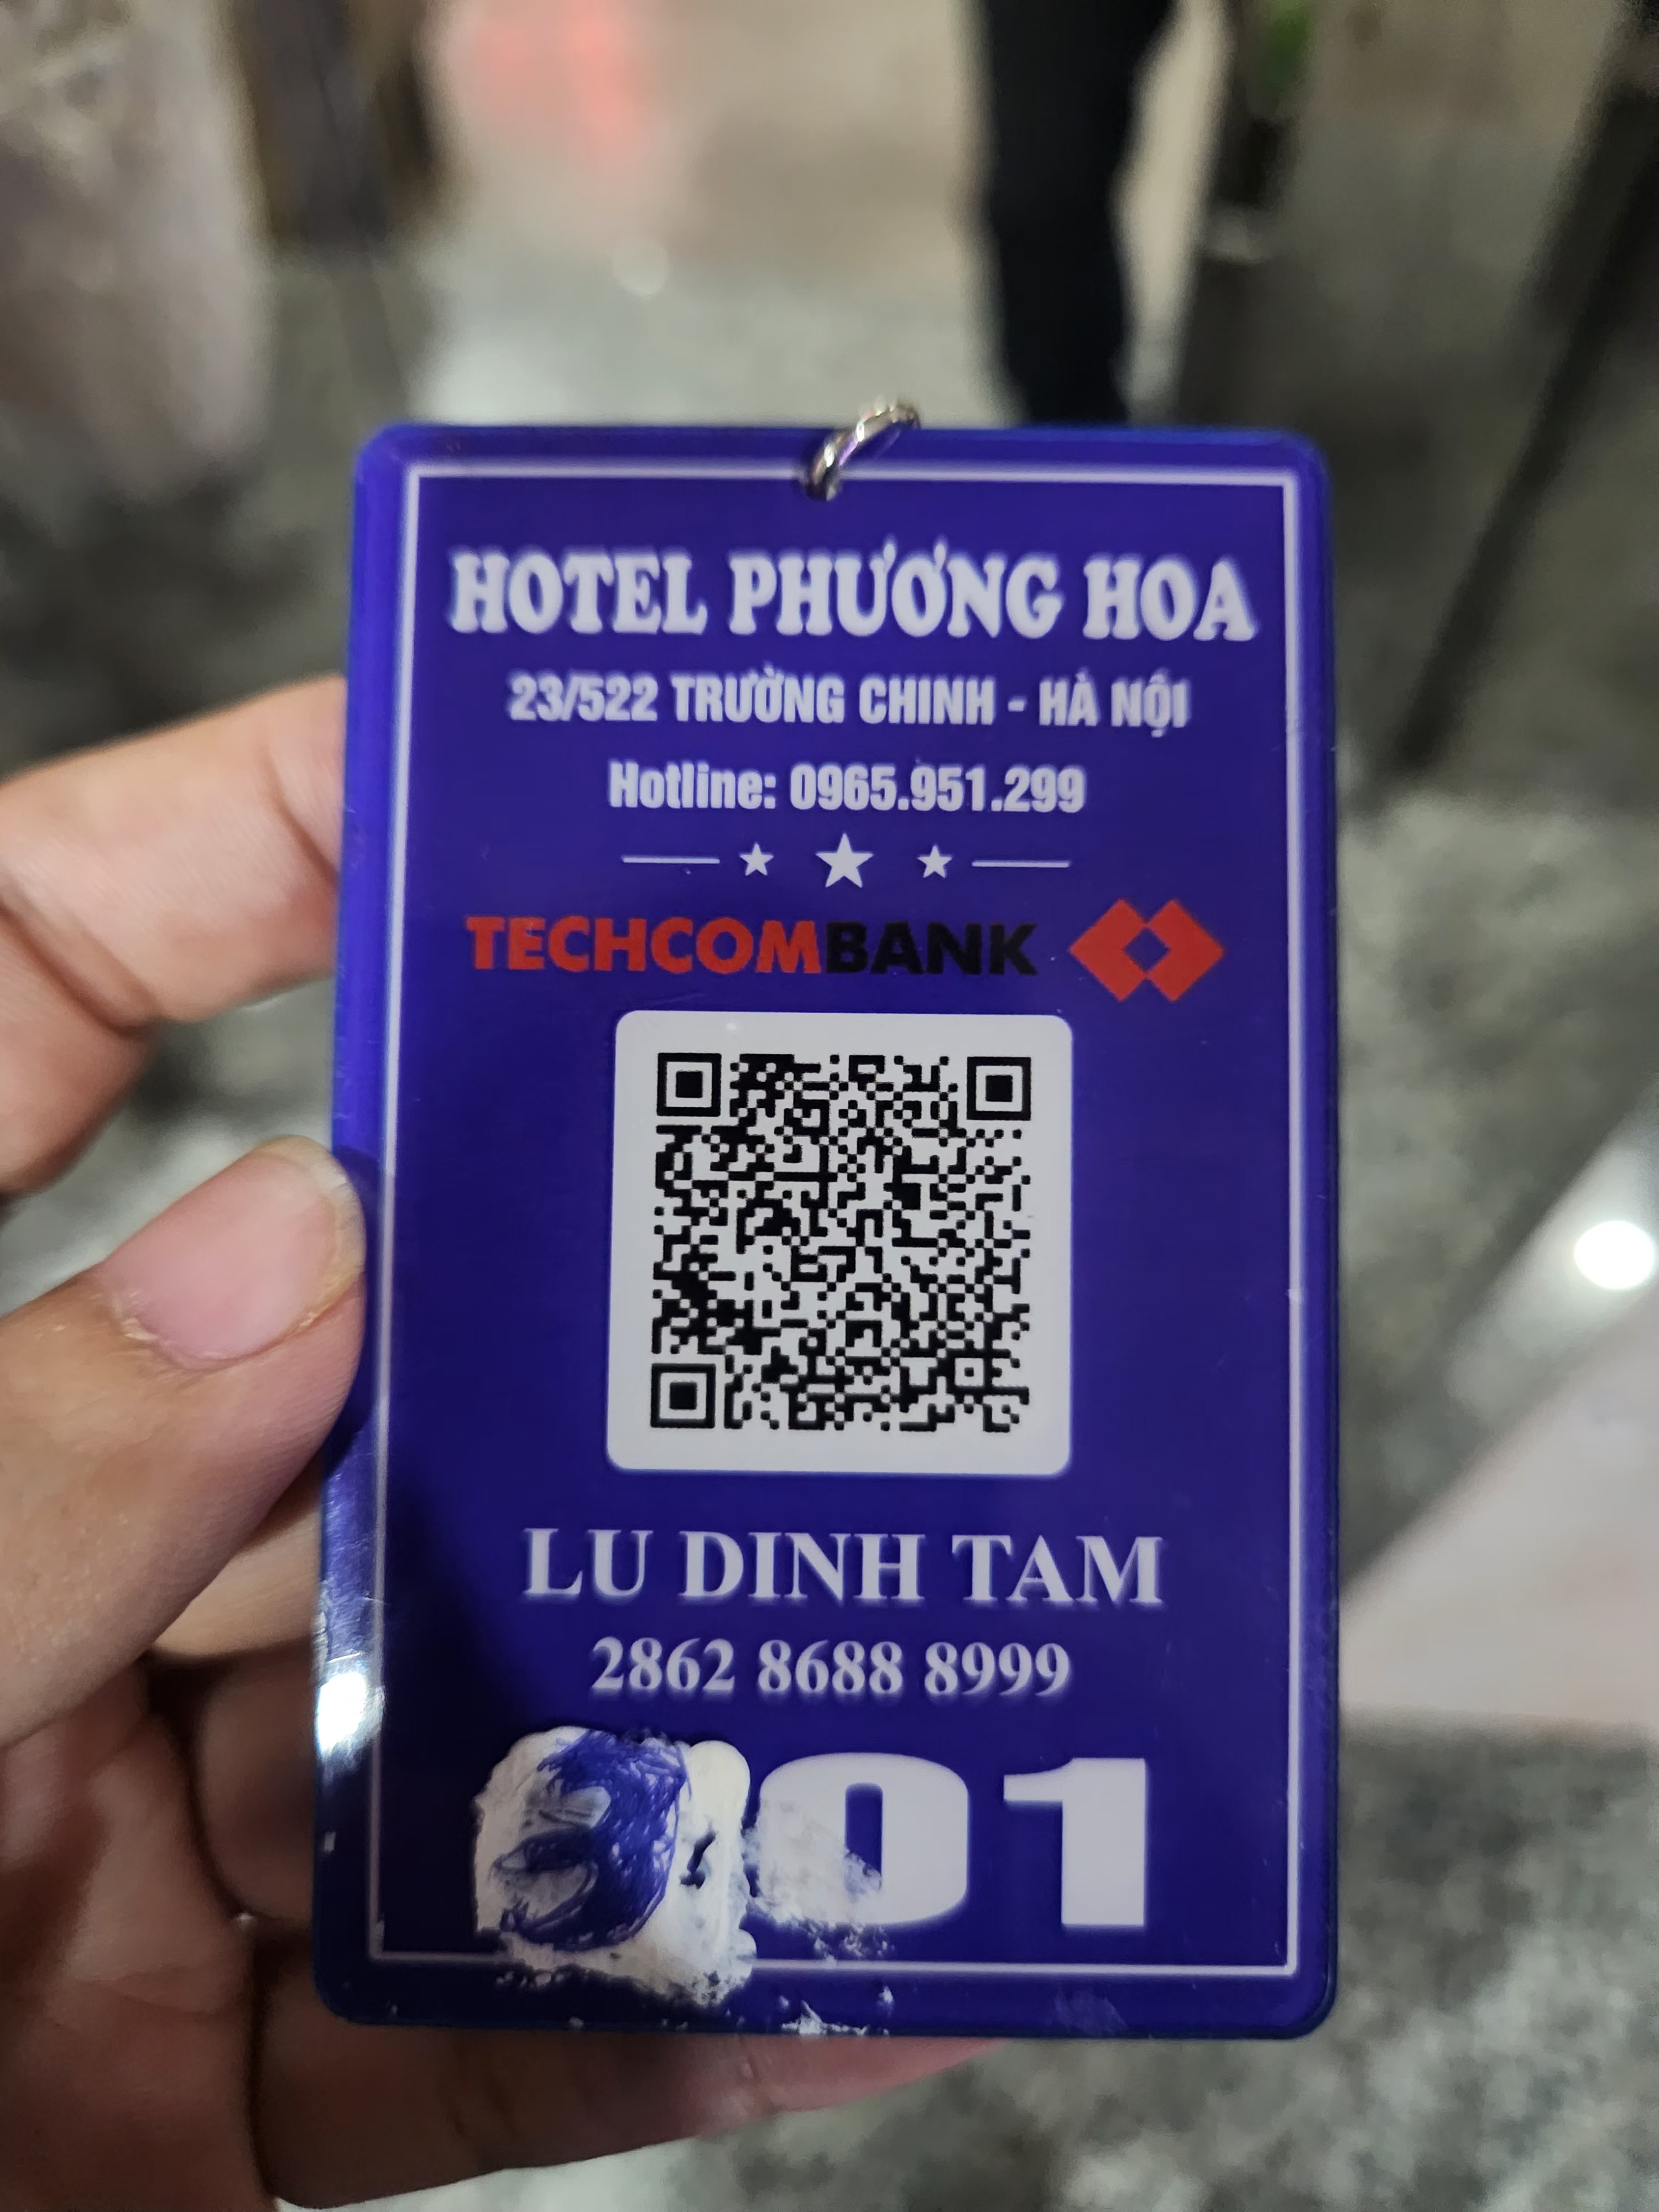 HOTEL PHƯƠNG HOA
23/522 TRƯỜNG CHINH - HÀ NỘI
Hotline: 0965.951.299
TECHCOMBANK
LU DINH TAM
2862 8688 8999
01